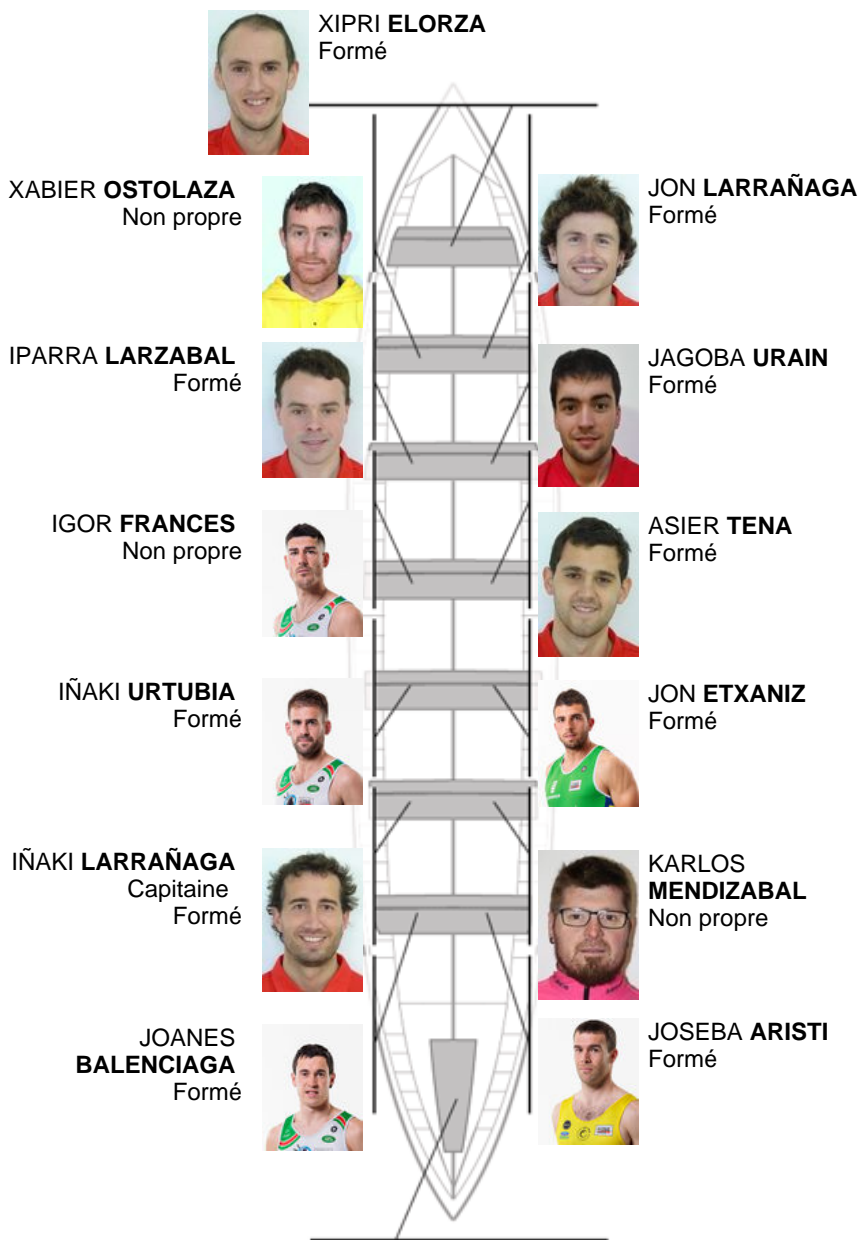 XIPRI ELORZA
Formé
XABIER OSTOLAZA
Non propre
JON LARRAÑAGA
Formé
IPARRA LARZABAL
Formé
JAGOBA URAIN
Formé
IGOR FRANCES
Non propre
ASIER TENA
Formé
IÑAKI URTUBIA
Formé
JON ETXANIZ
Formé
IÑAKI LARRAÑAGA
Capitaine
Formé
KARLOS
MENDIZABAL
Non propre
JOANES
BALENCIAGA
Formé
JOSEBA ARISTI
Formé